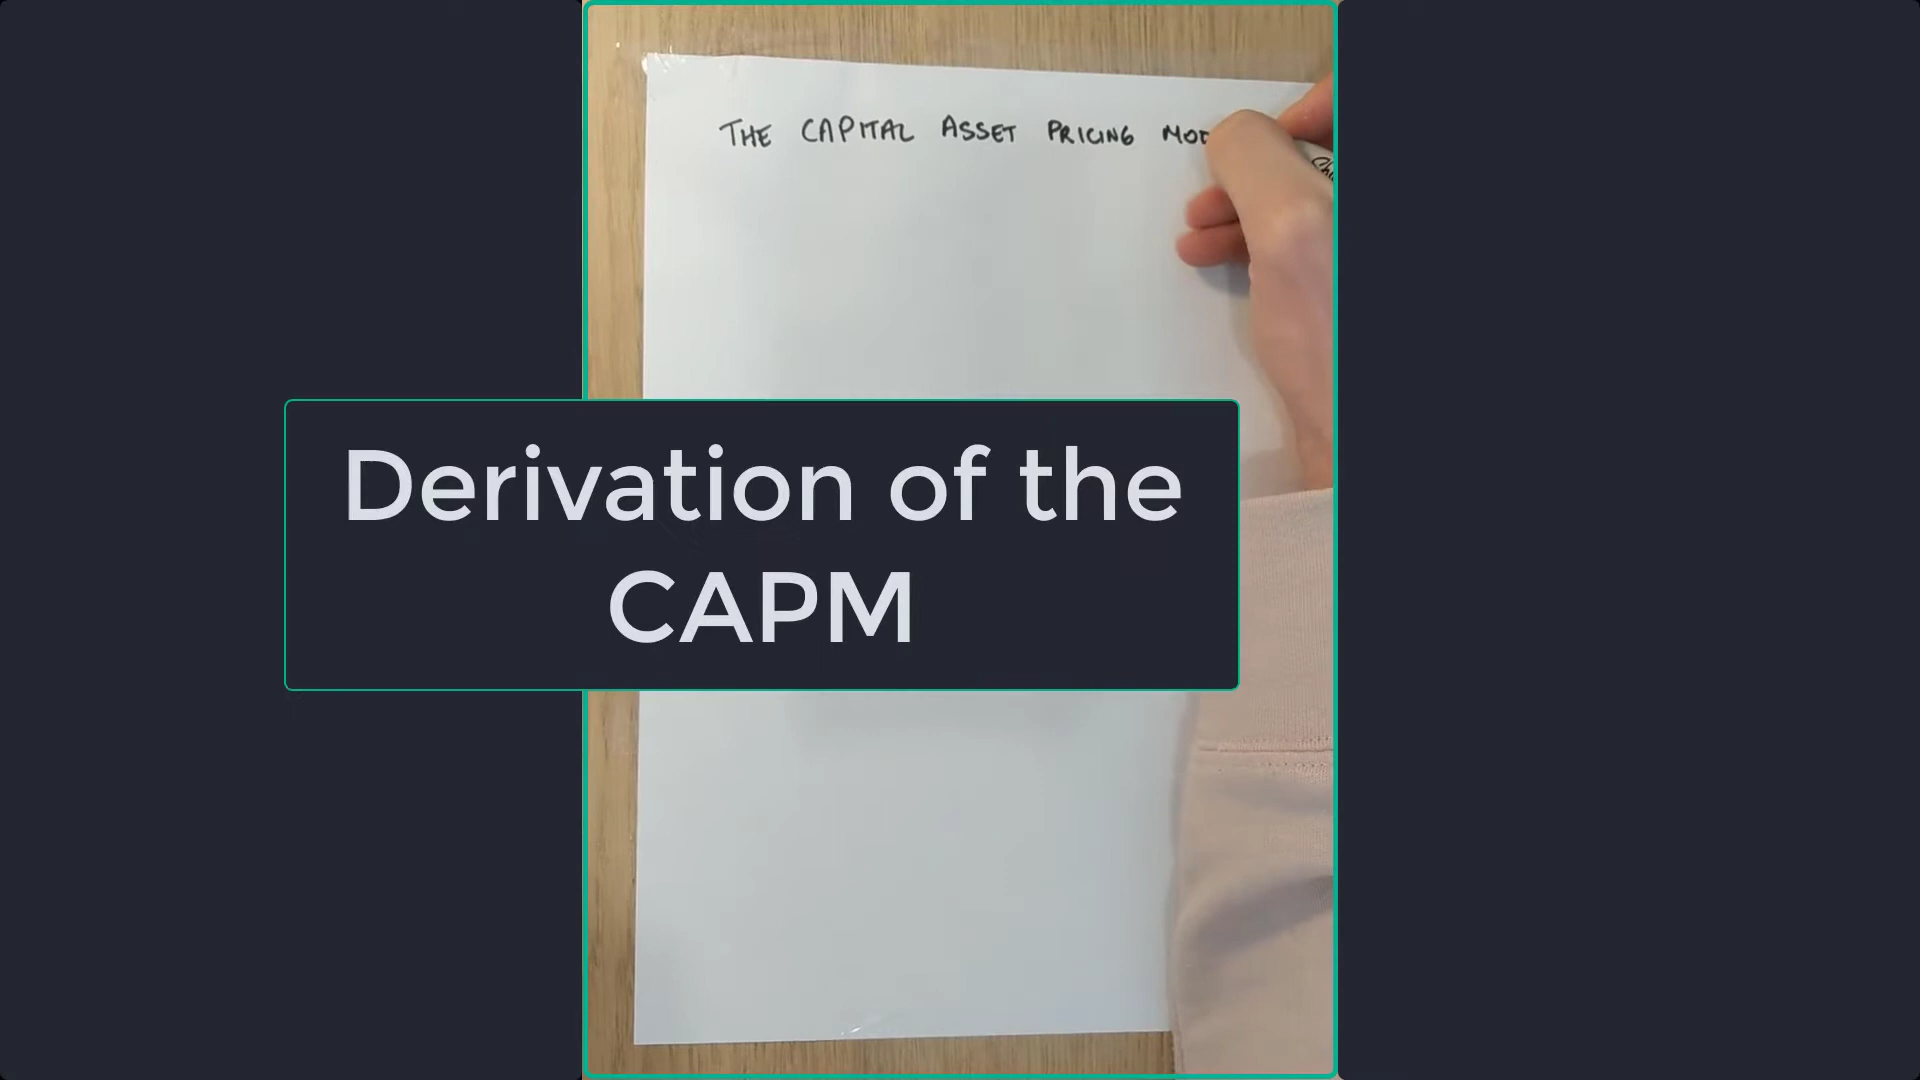 THE CAPITAL ASSET PRICING MOD
Derivation of the
CAPM